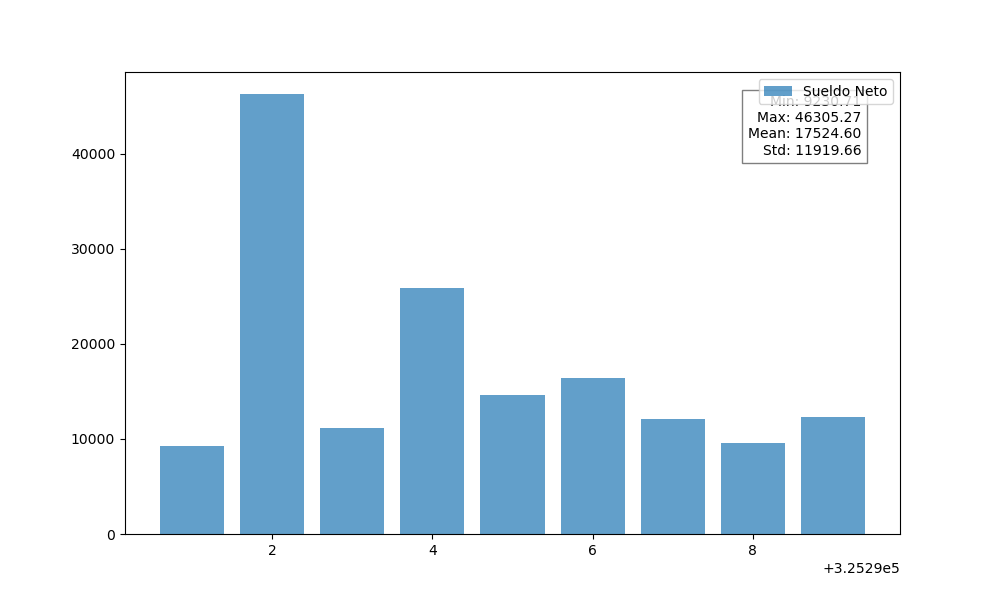 Sueldo Neto
Min: 9230.71
Max: 46305.27
Mean: 17524.60
Std: 11919.66
40000
30000
20000
10000
0
2 4 6 8
+3.2529e5